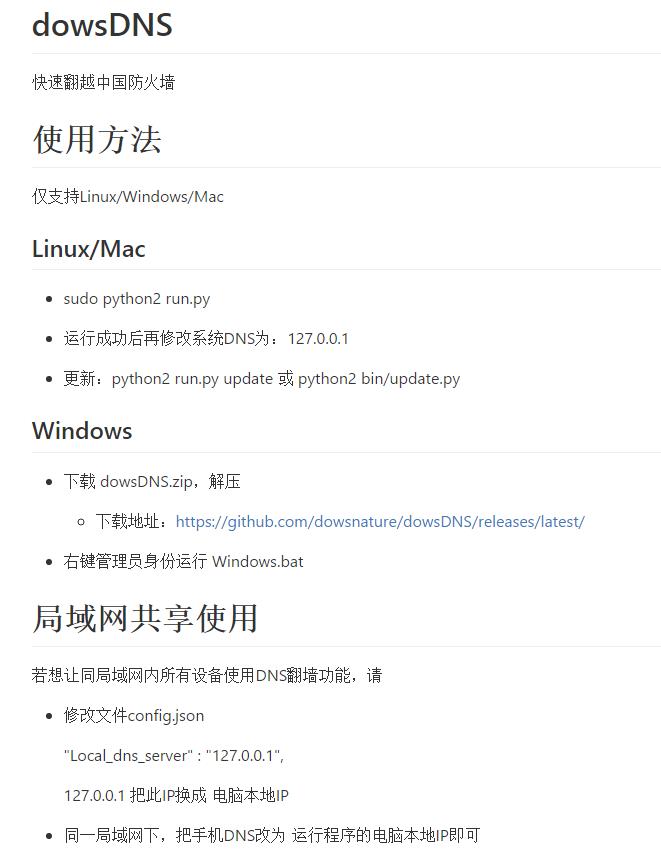 dowsDNS
快速翻越中国防火墙
使用方法
仅支持Linux/Windows/Mac
Linux/Mac
sudo python2 run.py
运行成功后再修改系统DNS为：127.0.0.1
更新：python2 run.py update 或 python2 bin/update.py
Windows
下载 dowsDNS.zip，解压
下载地址：https://github.com/dowsnature/dowsDNS/releases/latest/
右键管理员身份运行 Windows.bat
局域网共享使用
若想让同局域网内所有设备使用DNS翻墙功能，请
修改文件config.json
"Local_dns_server" : "127.0.0.1",
127.0.0.1 把此IP换成 电脑本地IP
同一局域网下，把手机DNS改为 运行程序的电脑本地IP即可